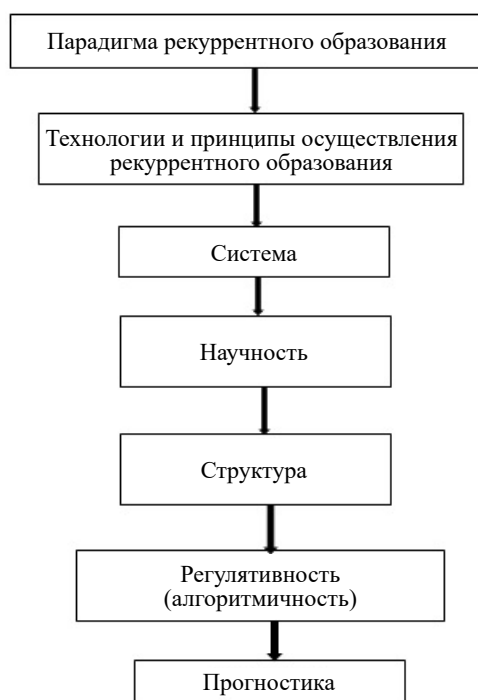 Парадигма рекуррентного образования
Технологии и принципы осуществления
рекуррентного образования
Система
Научность
Структура
Регулятивность
(алгоритмичность)
Прогностика